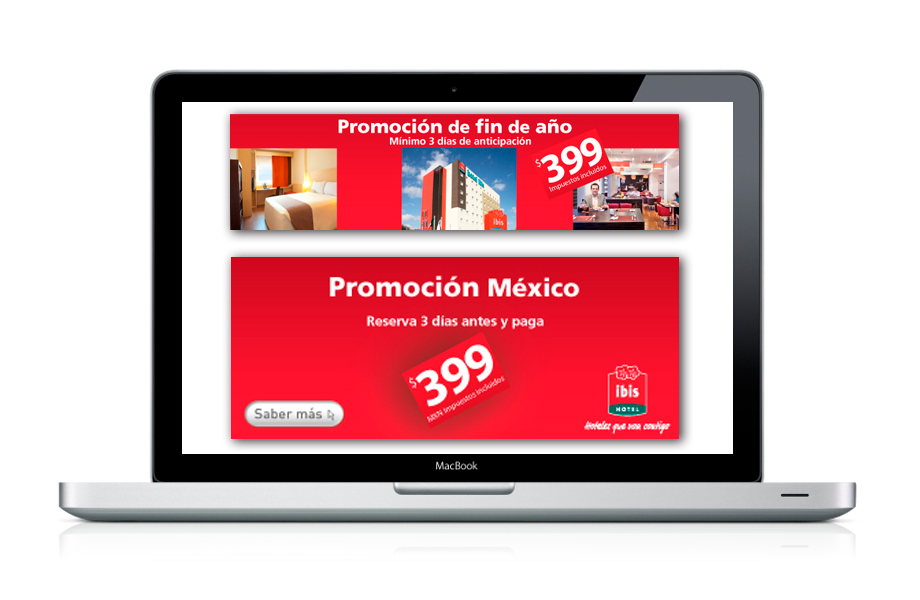 Promoción de fin de año
Mínimo 3 días de anticipación
$399
Impuestos Incluidos
ibis
Promoción México
Reserva 3 días antes y paga
$399
MXN Impuestos Incluidos
Saber más
ibis
HOTEL
Hoteles que van contigo
MacBook